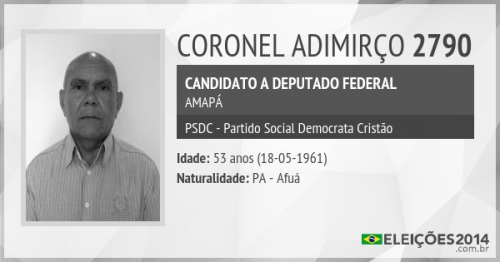 CORONEL ADIMIRÇO 2790
CANDIDATO A DEPUTADO FEDERAL
AMAPÁ
PSDC - Partido Social Democrata Cristão
Idade: 53 anos (18-05-1961)
Naturalidade: PA - Afuá
ELEIÇÕES2014
.com.br